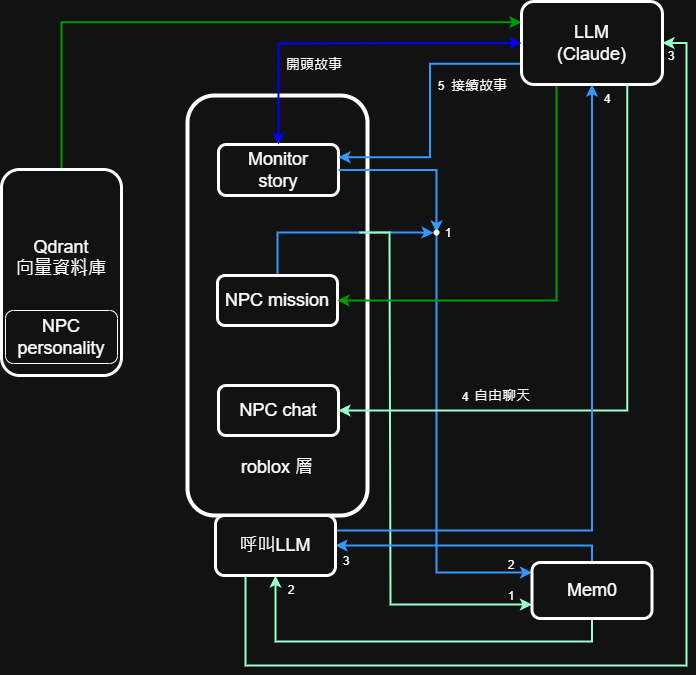 LLM
(Claude)
3
開頭故事
5 接續故事
4
Monitor
story
Qdrant
向量資料庫
1
NPC mission
NPC
personality
4 自由聊天
NPC chat
roblox 層
呼叫LLM
3
2
2
1
Mem0